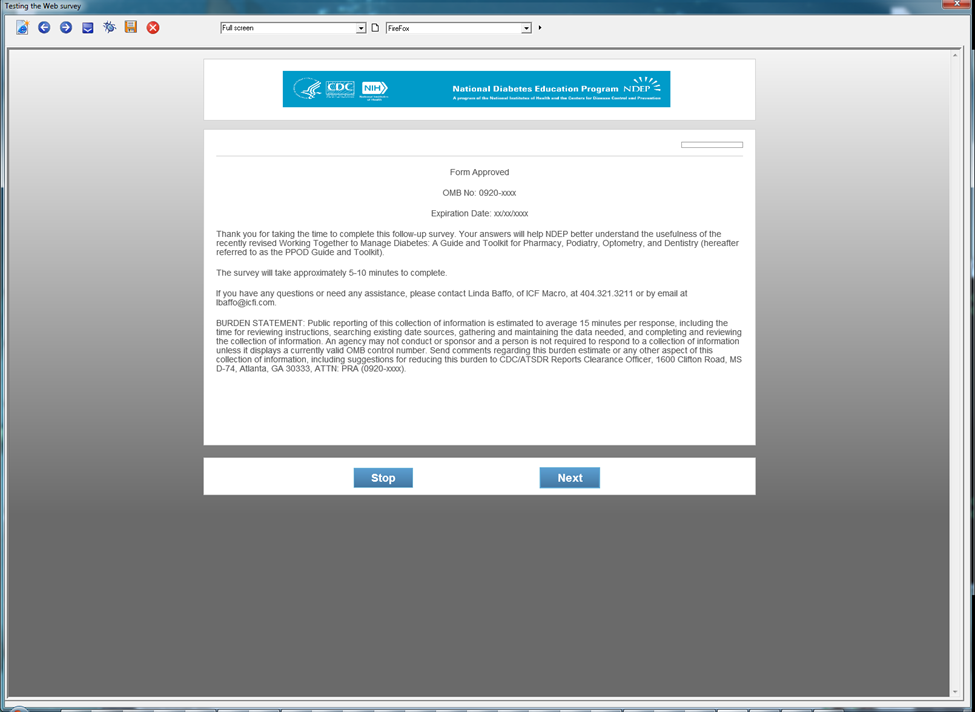 Testing the Web survey
Full screen
FireFox
CDC
NIH
National Diabetes Education Program NDEP
A program of the National Institutes of Health and the Centers for Disease Control and Prevention
Form Approved
OMB No: 0920-xxxx
Expiration Date: xx/xx/xxxx
Thank you for taking the time to complete this follow-up survey. Your answers will help NDEP better understand the usefulness of the
recently revised Working Together to Manage Diabetes: A Guide and Toolkit for Pharmacy, Podiatry, Optometry, and Dentistry (hereafter
referred to as the PPOD Guide and Toolkit).
The survey will take approximately 5-10 minutes to complete.
If you have any questions or need any assistance, please contact Linda Baffo, of ICF Macro, at 404.321.3211 or by email at
lbaffo@icfi.com.
BURDEN STATEMENT: Public reporting of this collection of information is estimated to average 15 minutes per response, including the
time for reviewing instructions, searching existing date sources, gathering and maintaining the data needed, and completing and reviewing
the collection of information. An agency may not conduct or sponsor and a person is not required to respond to a collection of information
unless it displays a currently valid OMB control number. Send comments regarding this burden estimate or any other aspect of this
collection of information, including suggestions for reducing this burden to CDC/ATSDR Reports Clearance Officer, 1600 Clifton Road, MS
D-74, Atlanta, GA 30333, ATTN: PRA (0920-xxxx).
Stop
Next